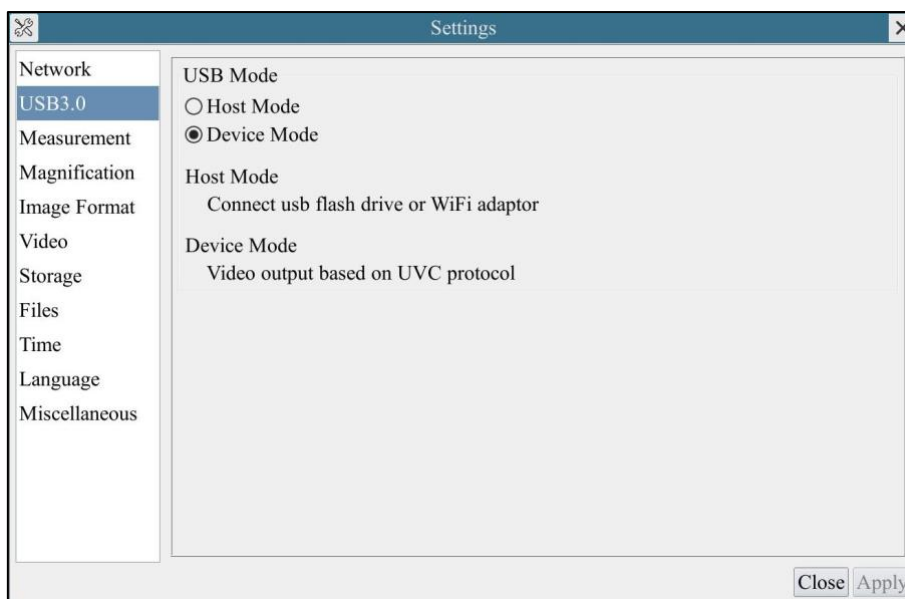 Settings
Network
USB3.0
Measurement
Magnification
Image Format
Video
Storage
Files
Time
Language
Miscellaneous
USB Mode
Host Mode
Device Mode
Host Mode
Connect usb flash drive or WiFi adaptor
Device Mode
Video output based on UVC protocol
Close
Apply